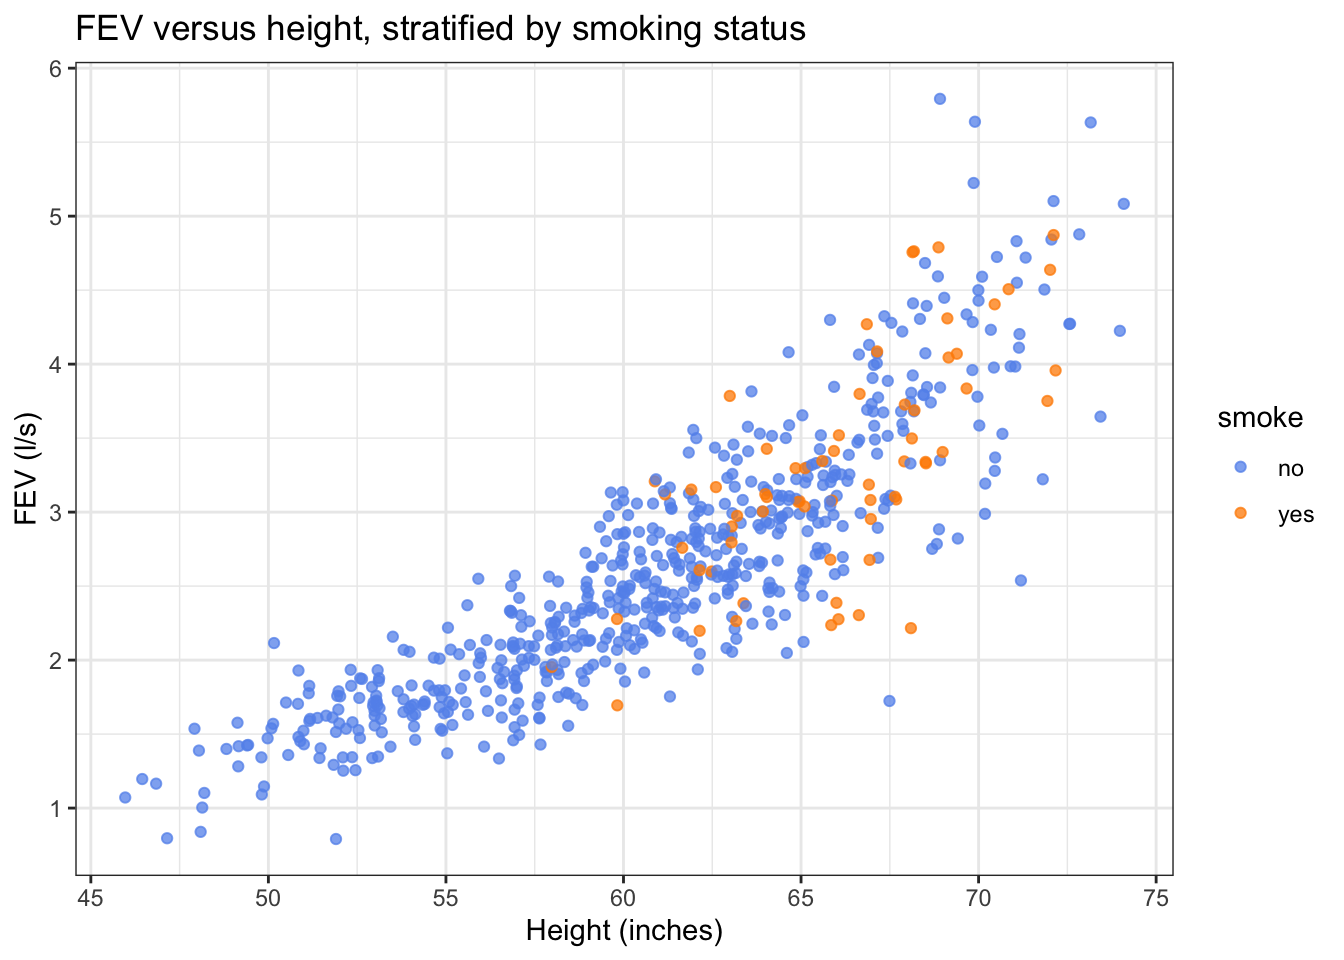 FEV versus height, stratified by smoking status
6
5
4
3
2
1
FEV (l/s)
45 50 55 60 65 70 75
Height (inches)
smoke
no
yes